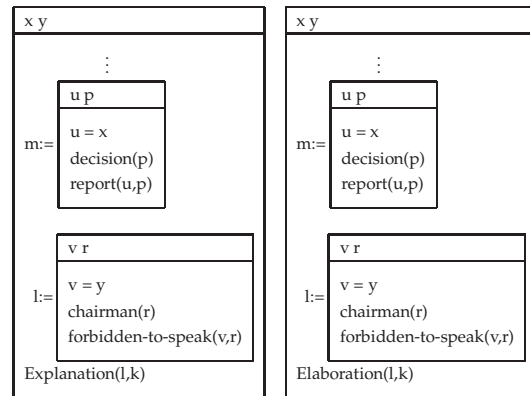 x y
⋮
m:=
u p
u = x
decision(p)
report(u,p)
l:=
v r
v = y
chairman(r)
forbidden-to-speak(v,r)
Explanation(l,k)
x y
⋮
m:=
u p
u = x
decision(p)
report(u,p)
l:=
v r
v = y
chairman(r)
forbidden-to-speak(v,r)
Elaboration(l,k)